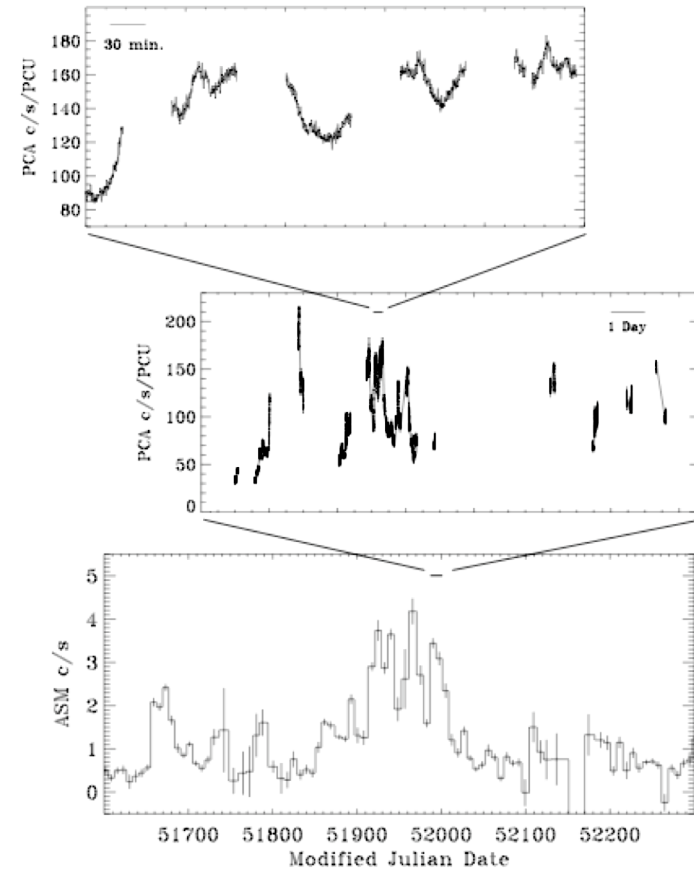 180
30 min.
160
140
120
100
80
PCA c/s/PCU
200
1 Day
150
100
50
0
PCA c/s/PCU
5
4
3
2
1
0
ASM c/s
51700 51800 51900 52000 52100 52200
Modified Julian Date